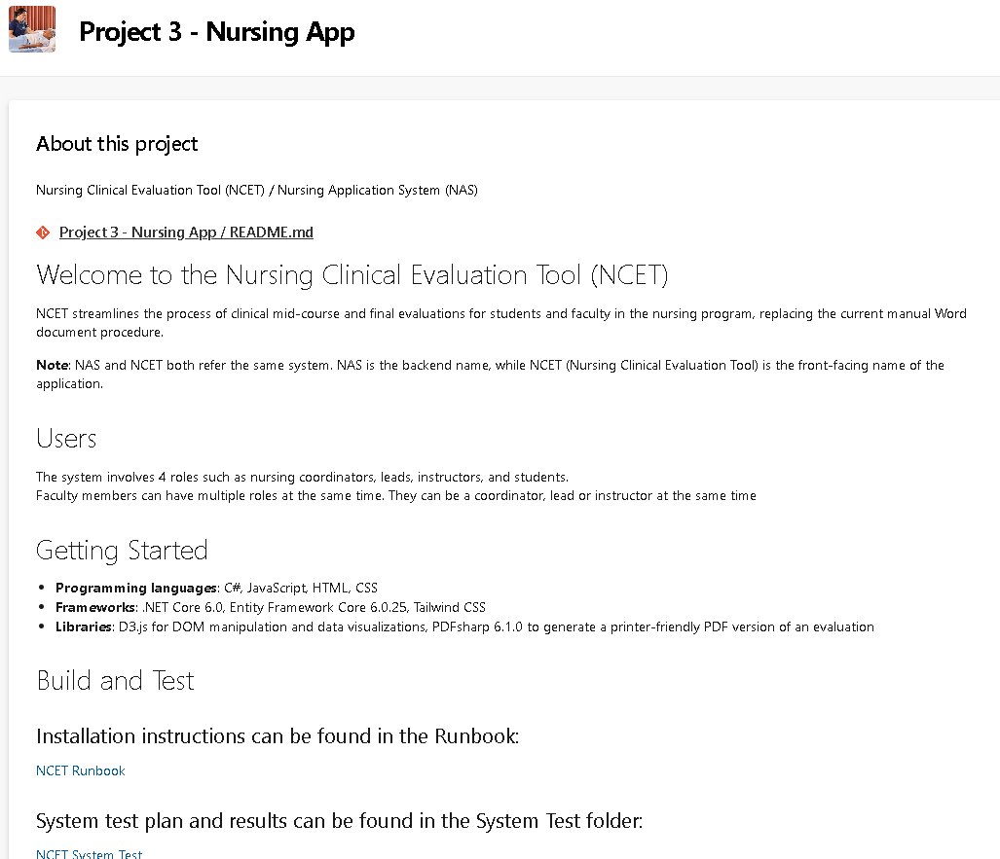 Project 3 - Nursing App
About this project
Nursing Clinical Evaluation Tool (NCET) / Nursing Application System (NAS)
Project 3 - Nursing App / README.md
Welcome to the Nursing Clinical Evaluation Tool (NCET)
NCET streamlines the process of clinical mid-course and final evaluations for students and faculty in the nursing program, replacing the current manual Word
document procedure.
Note: NAS and NCET both refer the same system. NAS is the backend name, while NCET (Nursing Clinical Evaluation Tool) is the front-facing name of the
application.
Users
The system involves 4 roles such as nursing coordinators, leads, instructors, and students.
Faculty members can have multiple roles at the same time. They can be a coordinator, lead or instructor at the same time
Getting Started
• Programming languages: C#, JavaScript, HTML, CSS
• Frameworks: .NET Core 6.0, Entity Framework Core 6.0.25, Tailwind CSS
• Libraries: D3.js for DOM manipulation and data visualizations, PDFsharp 6.1.0 to generate a printer-friendly PDF version of an evaluation
Build and Test
Installation instructions can be found in the Runbook:
NCET Runbook
System test plan and results can be found in the System Test folder:
NCET System Test